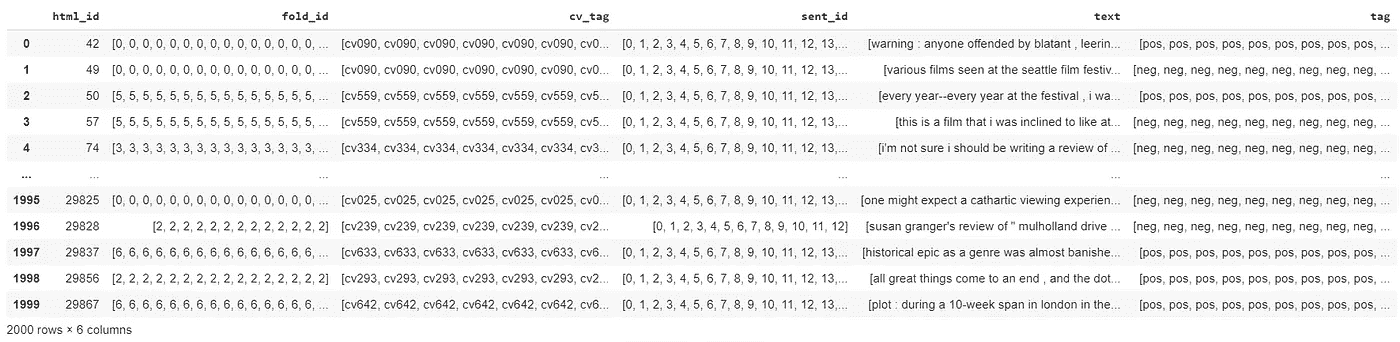 html_id fold_id cv_tag sent_id text tag
0 42 [0, 0, 0, 0, 0, 0, 0, 0, 0, 0, 0, 0, 0, 0, 0, ... [cv090, cv090, cv090, cv090, cv090, cv090, cv0... [0, 1, 2, 3, 4, 5, 6, 7, 8, 9, 10, 11, 12, 13,... [warning : anyone offended by blatant , leerin... [pos, pos, pos, pos, pos, pos, pos, pos, pos, ...
1 49 [0, 0, 0, 0, 0, 0, 0, 0, 0, 0, 0, 0, 0, 0, 0, ... [cv090, cv090, cv090, cv090, cv090, cv090, cv0... [0, 1, 2, 3, 4, 5, 6, 7, 8, 9, 10, 11, 12, 13,... [various films seen at the seattle film festiv... [neg, neg, neg, neg, neg, neg, neg, neg, neg, ...
2 50 [5, 5, 5, 5, 5, 5, 5, 5, 5, 5, 5, 5, 5, 5, 5, ... [cv559, cv559, cv559, cv559, cv559, cv559, cv5... [0, 1, 2, 3, 4, 5, 6, 7, 8, 9, 10, 11, 12, 13,... [every year--every year at the festival , i wa... [pos, pos, pos, pos, pos, pos, pos, pos, pos, ...
3 57 [5, 5, 5, 5, 5, 5, 5, 5, 5, 5, 5, 5, 5, 5, 5, ... [cv559, cv559, cv559, cv559, cv559, cv559, cv5... [0, 1, 2, 3, 4, 5, 6, 7, 8, 9, 10, 11, 12, 13,... [this is a film that i was inclined to like at... [neg, neg, neg, neg, neg, neg, neg, neg, neg, ...
4 74 [3, 3, 3, 3, 3, 3, 3, 3, 3, 3, 3, 3, 3, 3, 3, ... [cv334, cv334, cv334, cv334, cv334, cv334, cv3... [0, 1, 2, 3, 4, 5, 6, 7, 8, 9, 10, 11, 12, 13,... [i'm not sure i should be writing a review of ... [neg, neg, neg, neg, neg, neg, neg, neg, neg, ...
... ... ... ... ... ... ...
1995 29825 [0, 0, 0, 0, 0, 0, 0, 0, 0, 0, 0, 0, 0, 0, 0, ... [cv025, cv025, cv025, cv025, cv025, cv025, cv0... [0, 1, 2, 3, 4, 5, 6, 7, 8, 9, 10, 11, 12, 13,... [one might expect a cathartic viewing experien... [neg, neg, neg, neg, neg, neg, neg, neg, neg, ...
1996 29828 [2, 2, 2, 2, 2, 2, 2, 2, 2, 2, 2, 2, 2] [cv239, cv239, cv239, cv239, cv239, cv239, cv2... [0, 1, 2, 3, 4, 5, 6, 7, 8, 9, 10, 11, 12] [susan granger's review of " mulholland drive ... [neg, neg, neg, neg, neg, neg, neg, neg, neg, ...
1997 29837 [6, 6, 6, 6, 6, 6, 6, 6, 6, 6, 6, 6, 6, 6, 6, ... [cv633, cv633, cv633, cv633, cv633, cv633, cv6... [0, 1, 2, 3, 4, 5, 6, 7, 8, 9, 10, 11, 12, 13,... [historical epic as a genre was almost banishe... [pos, pos, pos, pos, pos, pos, pos, pos, pos, ...
1998 29856 [2, 2, 2, 2, 2, 2, 2, 2, 2, 2, 2, 2, 2, 2, 2, 2] [cv293, cv293, cv293, cv293, cv293, cv293, cv2... [0, 1, 2, 3, 4, 5, 6, 7, 8, 9, 10, 11, 12, 13,... [all great things come to an end , and the dot... [pos, pos, pos, pos, pos, pos, pos, pos, pos, ...
1999 29867 [6, 6, 6, 6, 6, 6, 6, 6, 6, 6, 6, 6, 6, 6, 6, ... [cv642, cv642, cv642, cv642, cv642, cv642, cv6... [0, 1, 2, 3, 4, 5, 6, 7, 8, 9, 10, 11, 12, 13,... [plot : during a 10-week span in london in the... [pos, pos, pos, pos, pos, pos, pos, pos, pos, ...
2000 rows × 6 columns